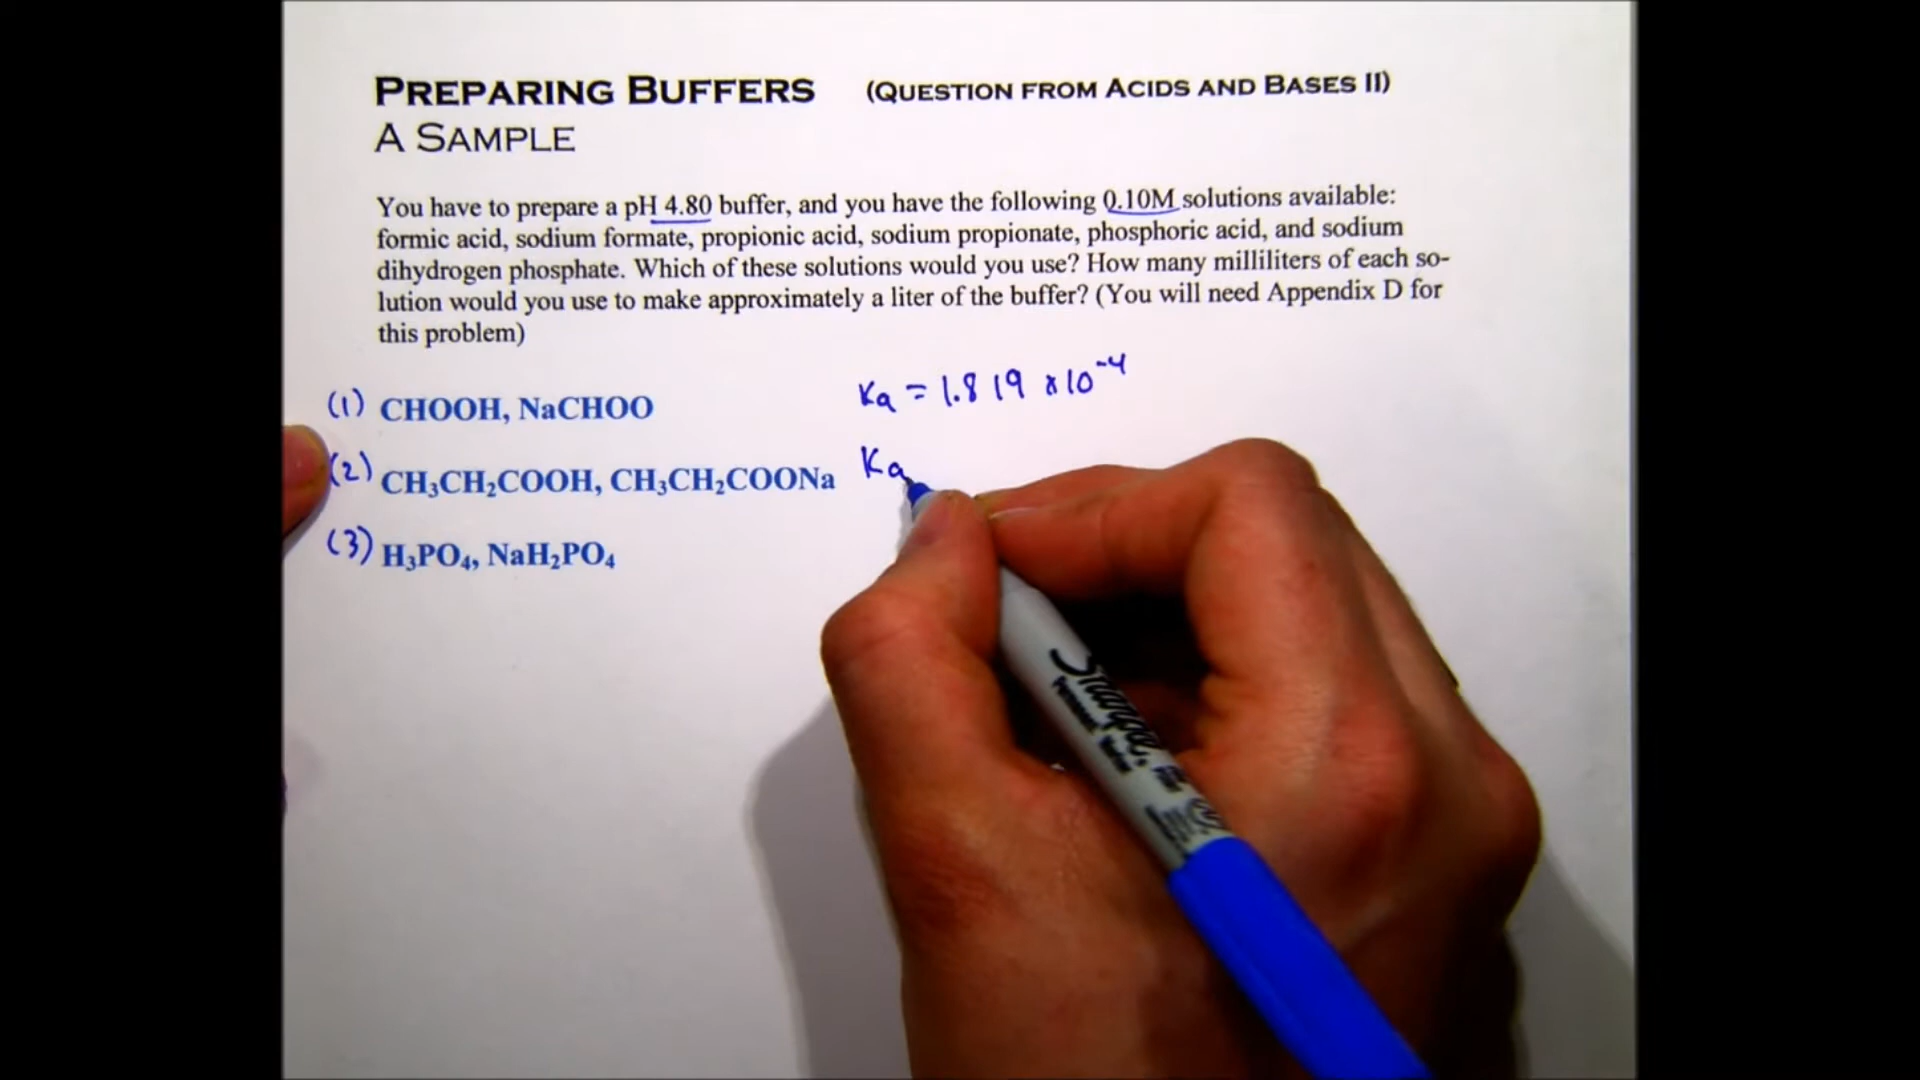 PREPARING BUFFERS (QUESTION FROM ACIDS AND BASES II)
A SAMPLE
You have to prepare a pH 4.80 buffer, and you have the following 0.10M solutions available:
formic acid, sodium formate, propionic acid, sodium propionate, phosphoric acid, and sodium
dihydrogen phosphate. Which of these solutions would you use? How many milliliters of each so-
lution would you use to make approximately a liter of the buffer? (You will need Appendix D for
this problem)
(1) CHOOH, NaCHOO Ka = 1.819 x10⁻⁴
(2) CH₃CH₂COOH, CH₃CH₂COONa Ka
(3) H₃PO₄, NaH₂PO₄
Sharpie